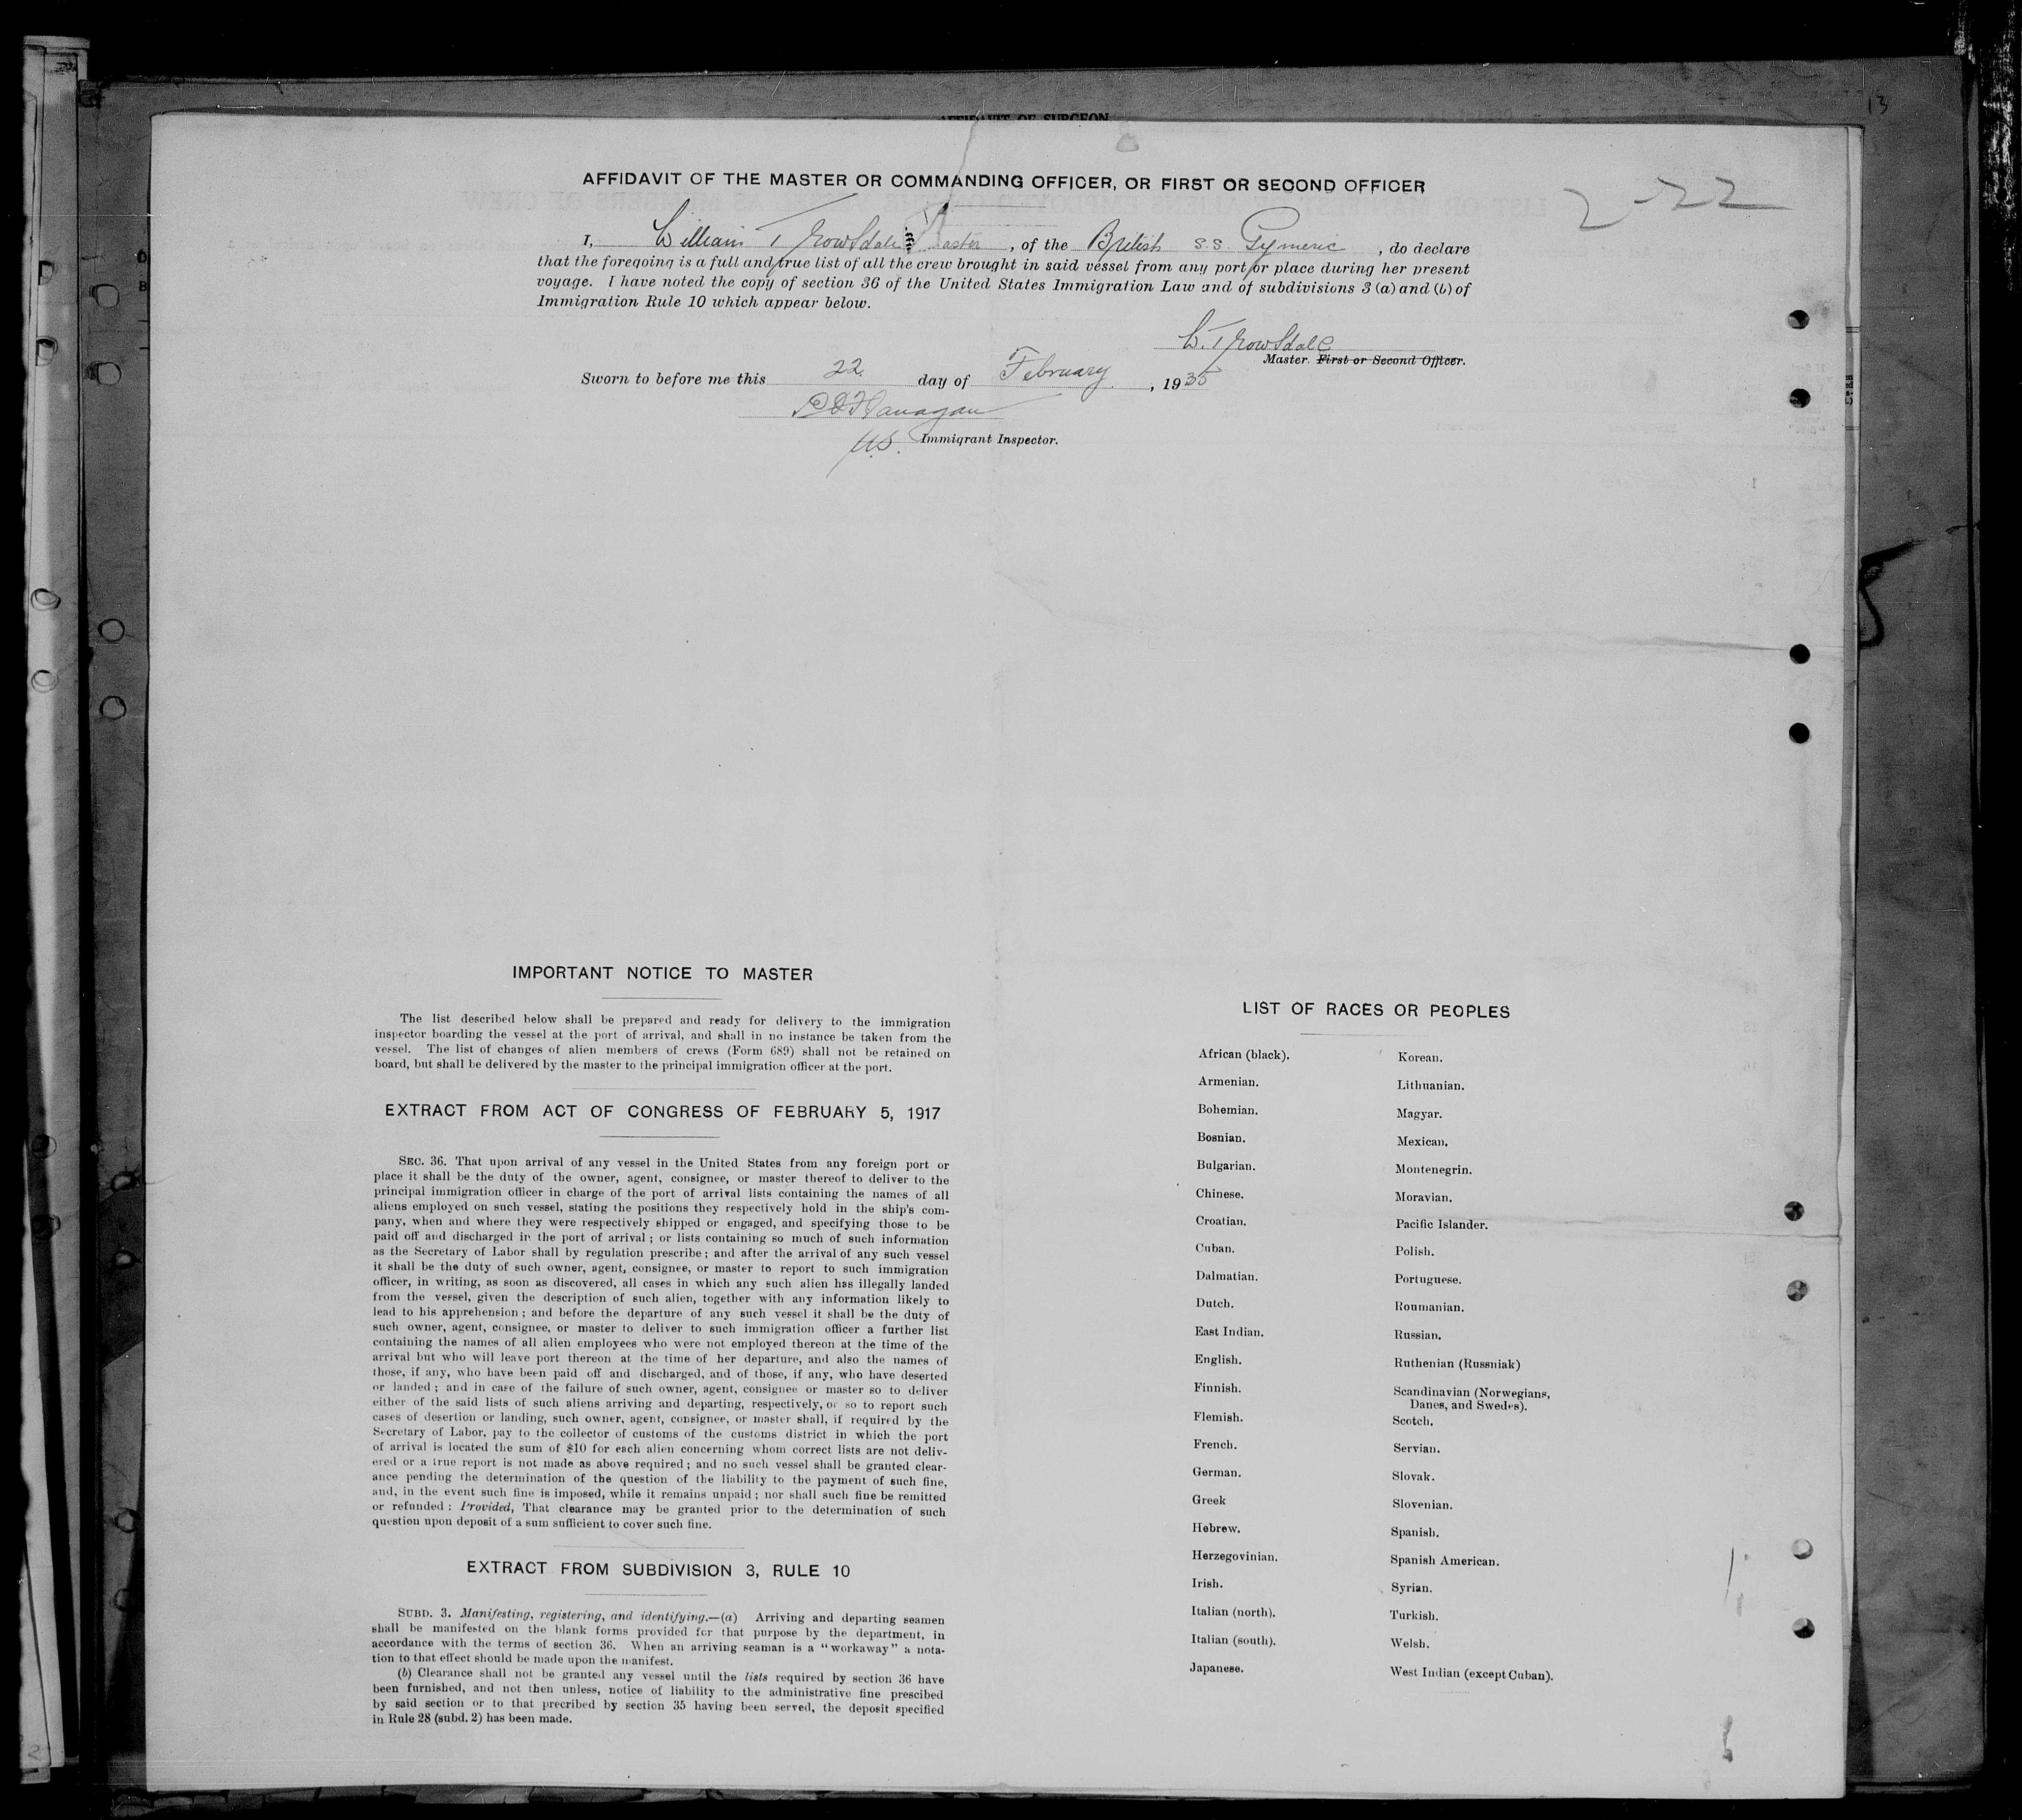 13
AFFIDAVIT OF SURGEON
AFFIDAVIT OF THE MASTER OR COMMANDING OFFICER, OR FIRST OR SECOND OFFICER
2-22
I, William Trowsdale Master, of the British S.S. Gymeric, do declare
that the foregoing is a full and true list of all the crew brought in said vessel from any port or place during her present
voyage. I have noted the copy of section 36 of the United States Immigration Law and of subdivisions 3 (a) and (b) of
Immigration Rule 10 which appear below.
W. Trowsdale
Master. First or Second Officer.
Sworn to before me this 22 day of February, 1935
Flanagan
U.S. Immigrant Inspector.
IMPORTANT NOTICE TO MASTER
The list described below shall be prepared and ready for delivery to the immigration
inspector boarding the vessel at the port of arrival, and shall in no instance be taken from the
vessel. The list of changes of alien members of crews (Form 689) shall not be retained on
board, but shall be delivered by the master to the principal immigration officer at the port.
EXTRACT FROM ACT OF CONGRESS OF FEBRUARY 5, 1917
SEC. 36. That upon arrival of any vessel in the United States from any foreign port or
place it shall be the duty of the owner, agent, consignee, or master thereof to deliver to the
principal immigration officer in charge of the port of arrival lists containing the names of all
aliens employed on such vessel, stating the positions they respectively hold in the ship's com-
pany, when and where they were respectively shipped or engaged, and specifying those to be
paid off and discharged in the port of arrival; or lists containing so much of such information
as the Secretary of Labor shall by regulation prescribe; and after the arrival of any such vessel
it shall be the duty of such owner, agent, consignee, or master to report to such immigration
officer, in writing, as soon as discovered, all cases in which any such alien has illegally landed
from the vessel, given the description of such alien, together with any information likely to
lead to his apprehension; and before the departure of any such vessel it shall be the duty of
such owner, agent, consignee, or master to deliver to such immigration officer a further list
containing the names of all alien employees who were not employed thereon at the time of the
arrival but who will leave port thereon at the time of her departure, and also the names of
those, if any, who have been paid off and discharged, and of those, if any, who have deserted
or landed; and in case of the failure of such owner, agent, consignee or master so to deliver
either of the said lists of such aliens arriving and departing, respectively, or so to report such
cases of desertion or landing, such owner, agent, consignee, or master shall, if required by the
Secretary of Labor, pay to the collector of customs of the customs district in which the port
of arrival is located the sum of $10 for each alien concerning whom correct lists are not deliv-
ered or a true report is not made as above required; and no such vessel shall be granted clear-
ance pending the determination of the question of the liability to the payment of such fine,
and, in the event such fine is imposed, while it remains unpaid; nor shall such fine be remitted
or refunded: Provided, That clearance may be granted prior to the determination of such
question upon deposit of a sum sufficient to cover such fine.
EXTRACT FROM SUBDIVISION 3, RULE 10
SUBD. 3. Manifesting, registering, and identifying.—(a) Arriving and departing seamen
shall be manifested on the blank forms provided for that purpose by the department, in
accordance with the terms of section 36. When an arriving seaman is a "workaway" a nota-
tion to that effect should be made upon the manifest.
(b) Clearance shall not be granted any vessel until the lists required by section 36 have
been furnished, and not then unless, notice of liability to the administrative fine prescibed
by said section or to that precribed by section 35 having been served, the deposit specified
in Rule 28 (subd. 2) has been made.
LIST OF RACES OR PEOPLES
African (black).
Armenian.
Bohemian.
Bosnian.
Bulgarian.
Chinese.
Croatian.
Cuban.
Dalmatian.
Dutch.
East Indian.
English.
Finnish.
Flemish.
French.
German.
Greek
Hebrew.
Herzegovinian.
Irish.
Italian (north).
Italian (south).
Japanese.
Korean.
Lithuanian.
Magyar.
Mexican.
Montenegrin.
Moravian.
Pacific Islander.
Polish.
Portuguese.
Roumanian.
Russian.
Ruthenian (Russniak)
Scandinavian (Norwegians,
Danes, and Swedes).
Scotch.
Servian.
Slovak.
Slovenian.
Spanish.
Spanish American.
Syrian.
Turkish.
Welsh.
West Indian (except Cuban).